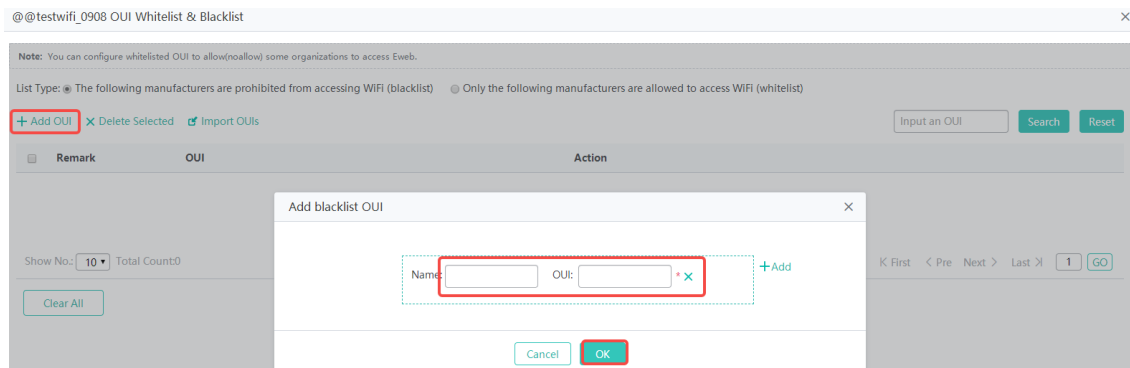 @@testwifi_0908 OUI Whitelist & Blacklist
Note: You can configure whitelisted OUI to allow(noallow) some organizations to access Eweb.
List Type: The following manufacturers are prohibited from accessing WiFi (blacklist) Only the following manufacturers are allowed to access WiFi (whitelist)
+ Add OUI × Delete Selected Import OUIs Input an OUI Search Reset
Remark OUI Action
Add blacklist OUI ×
Name: OUI: * × +Add
Show No.: 10 Total Count:0 First < Pre Next > Last 1 GO
Clear All
Cancel OK